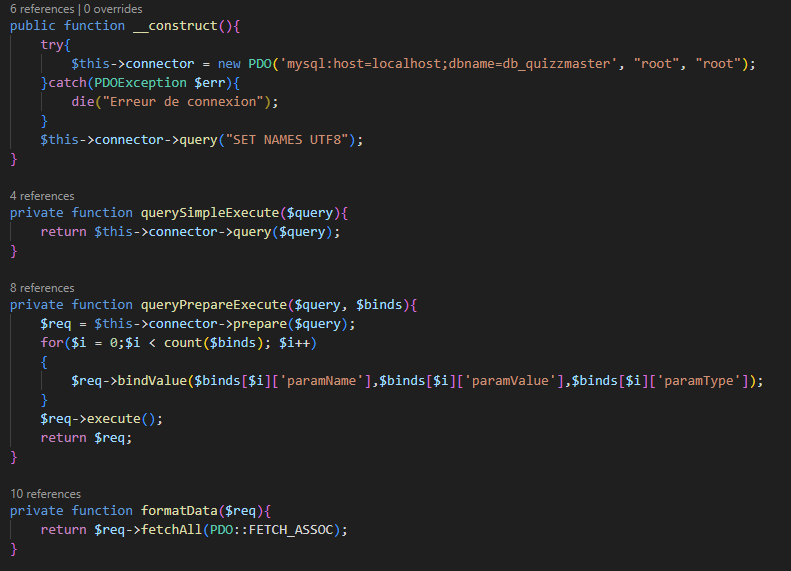 6 references | 0 overrides
public function __construct(){
    try{
        $this->connector = new PDO('mysql:host=localhost;dbname=db_quizzmaster', "root", "root");
    }catch(PDOException $err){
        die("Erreur de connexion");
    }
    $this->connector->query("SET NAMES UTF8");
}
4 references
private function querySimpleExecute($query){
    return $this->connector->query($query);
}
8 references
private function queryPrepareExecute($query, $binds){
    $req = $this->connector->prepare($query);
    for($i = 0;$i < count($binds); $i++)
    {
        $req->bindValue($binds[$i]['paramName'],$binds[$i]['paramValue'],$binds[$i]['paramType']);
    }
    $req->execute();
    return $req;
}
10 references
private function formatData($req){
    return $req->fetchAll(PDO::FETCH_ASSOC);
}